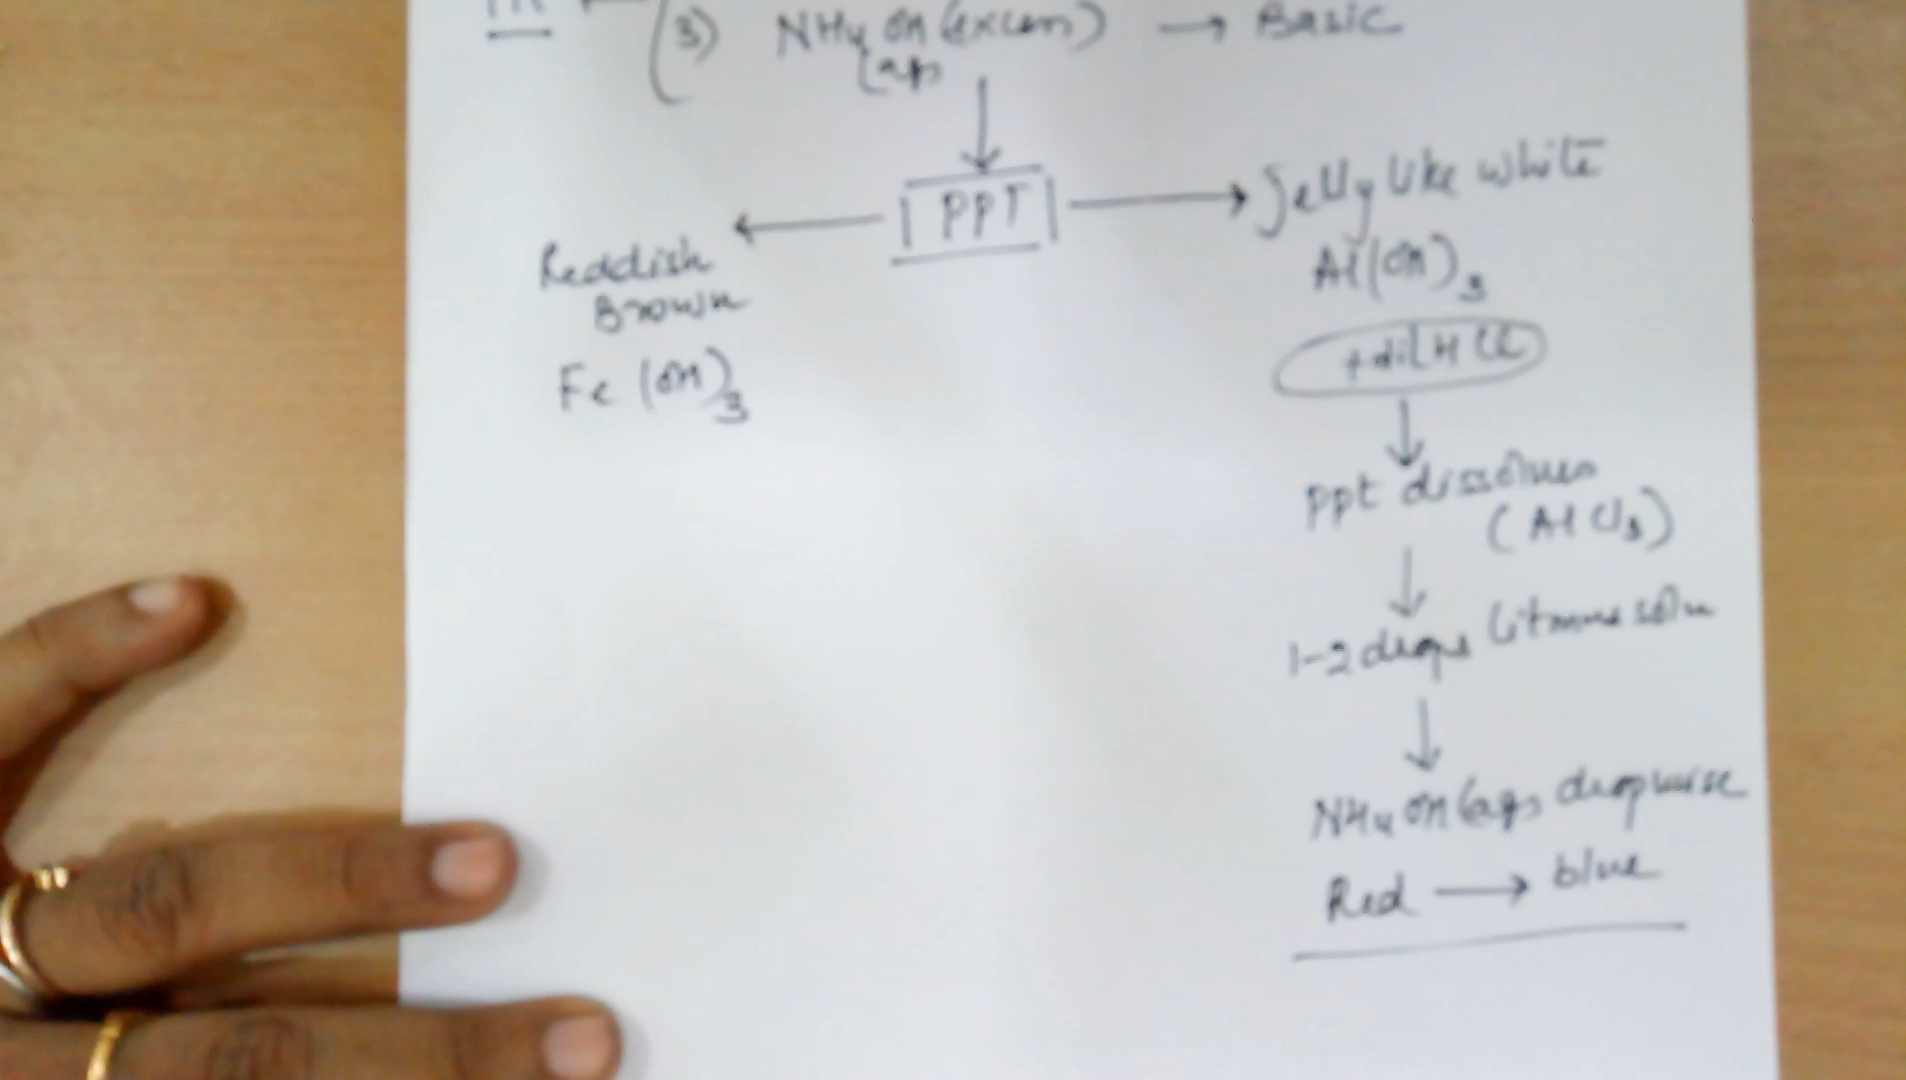 (3) NH4OH (excess) → Basic
(aq)
↓
PPT
← →
Jelly like white
Al(OH)3
Reddish
Brown
Fe(OH)3
+dil HCl
↓
ppt dissolves
(AlCl3)
↓
1-2 drops litmus soln
↓
NH4OH(aq) dropwise
Red → blue